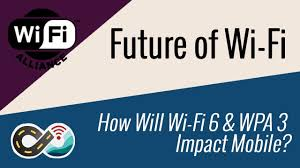 Wi Fi
ALLIANCE
Future of Wi-Fi
How Will Wi-Fi 6 & WPA 3
Impact Mobile?